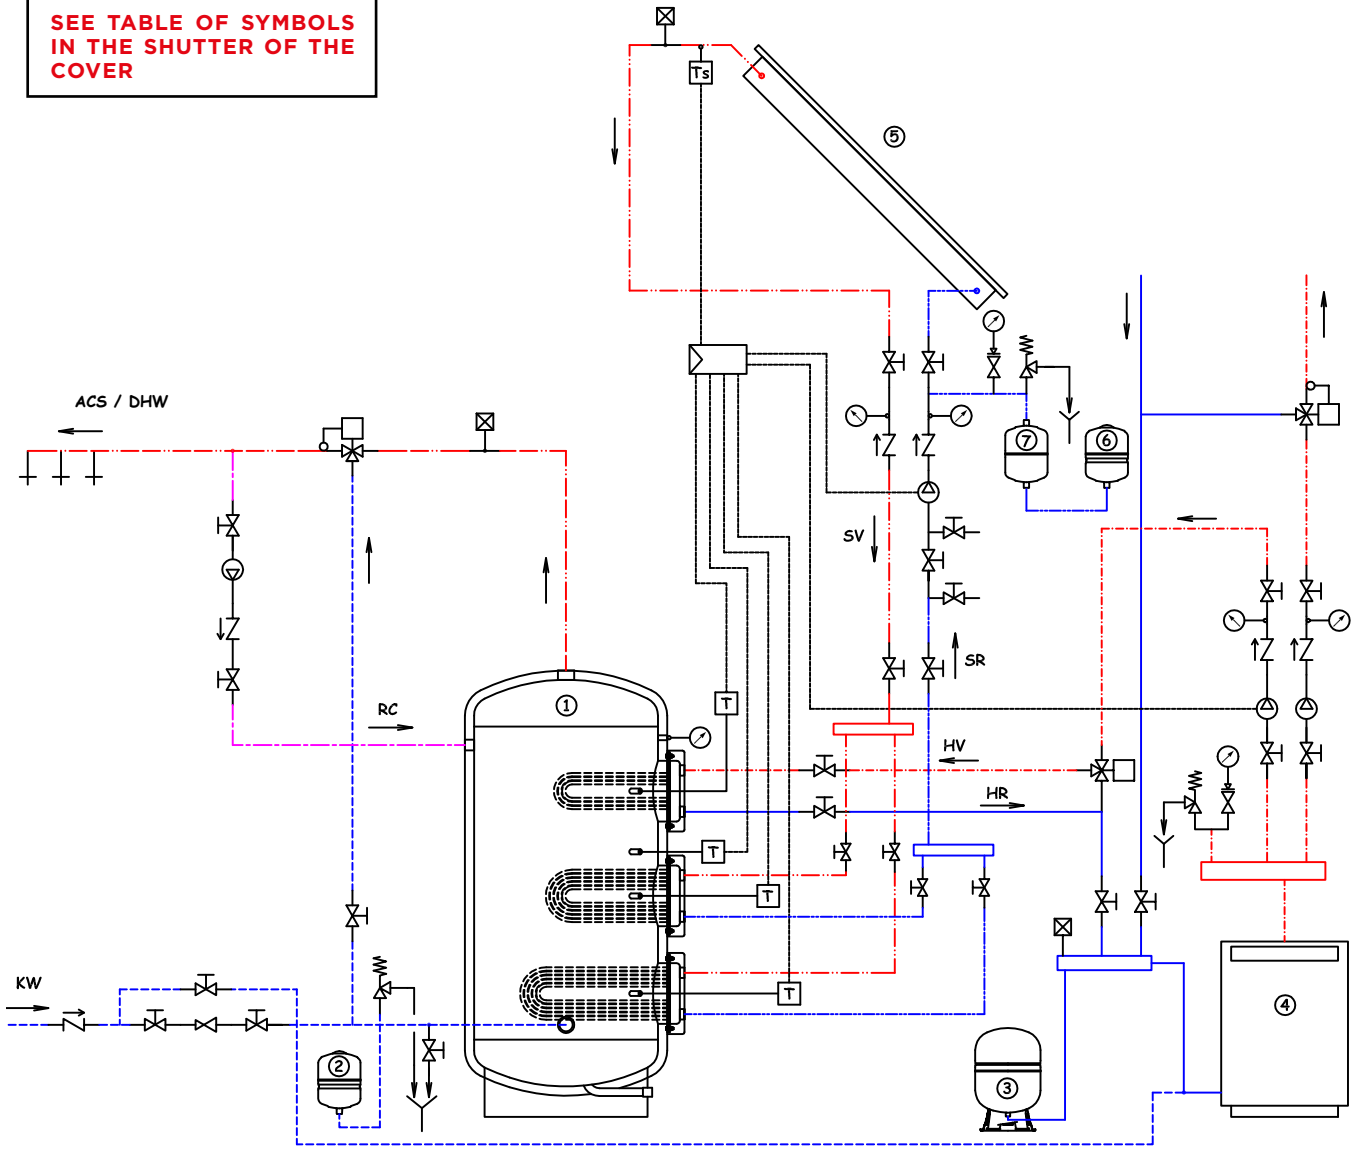 SEE TABLE OF SYMBOLS
IN THE SHUTTER OF THE
COVER
Ts
5
ACS / DHW
7
6
SV
SR
1
RC
T
HV
HR
T
T
T
KW
2
3
4